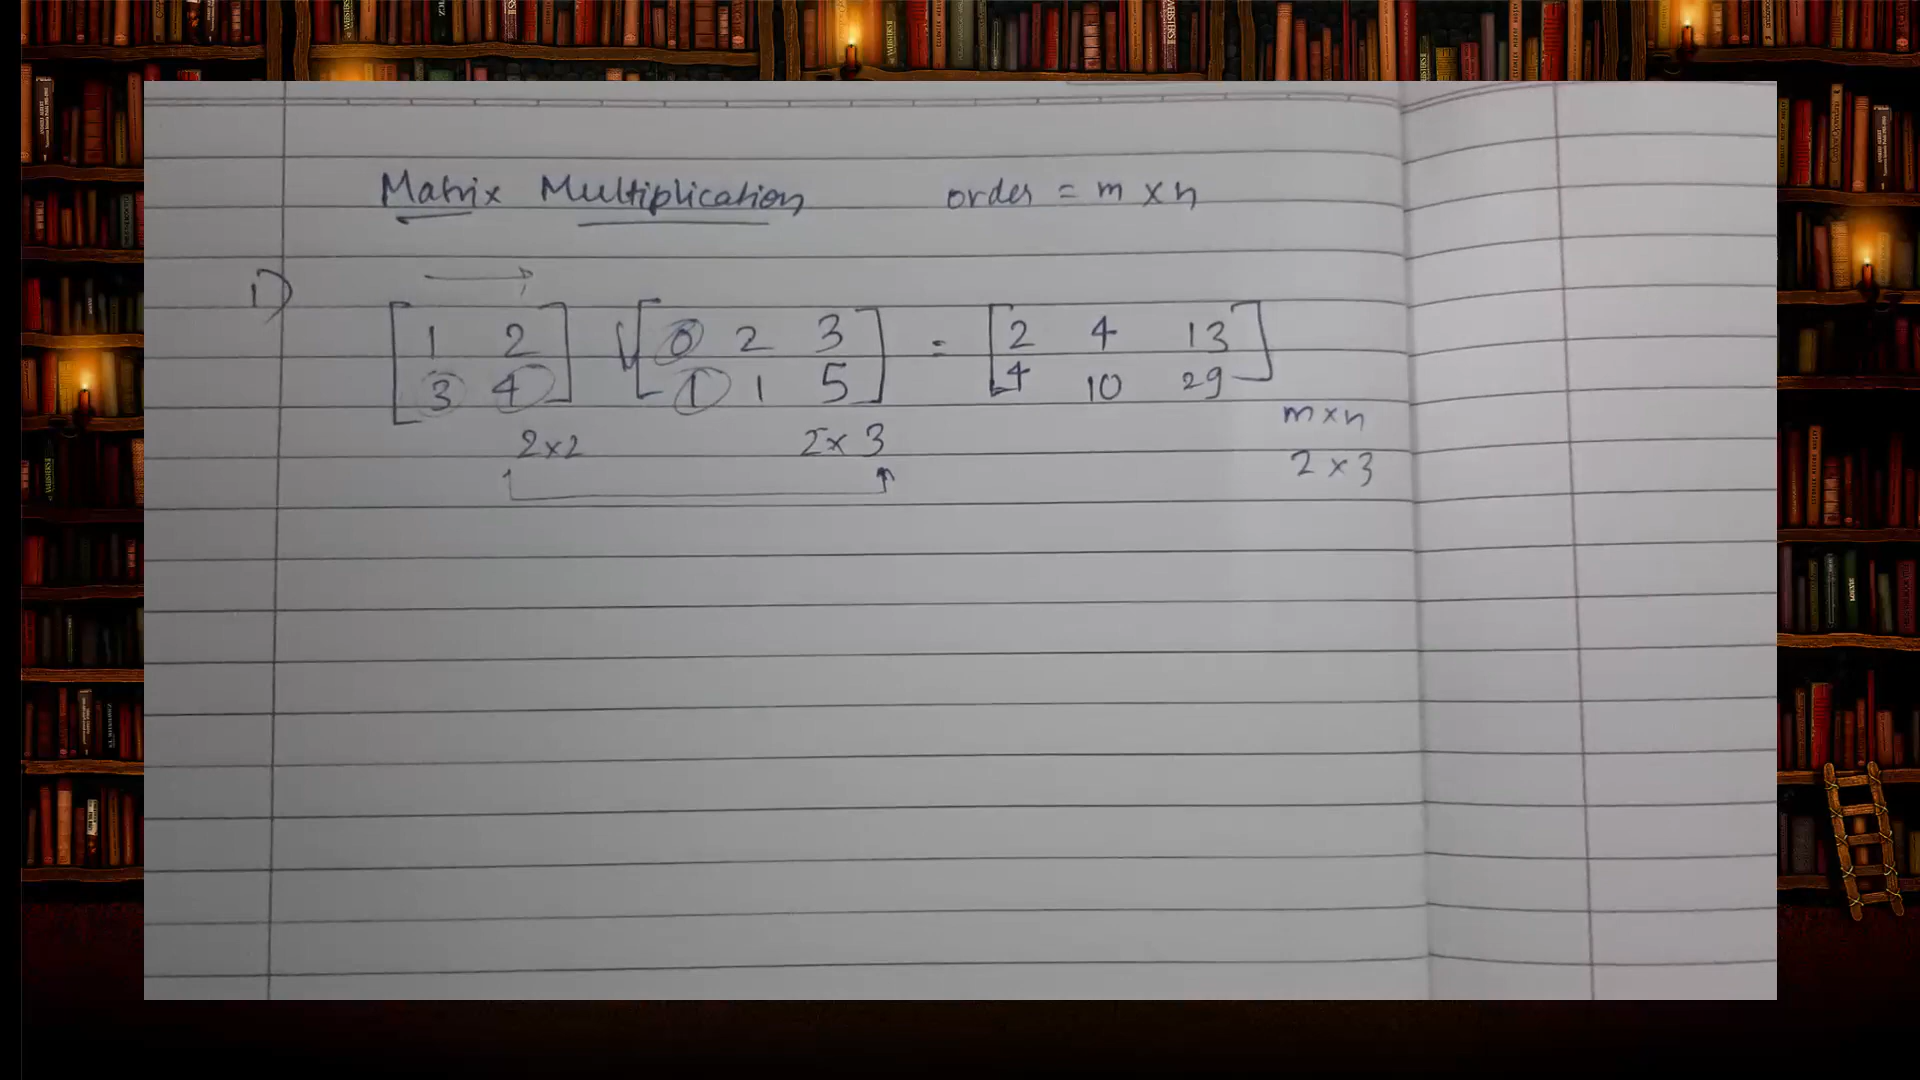 Matrix Multiplication order = m x n
1)
[1 2 [0 2 3 = [2 4 13
3 4] 1 1 5] 4 10 29]
m x n
2x2 2x3
2 x 3